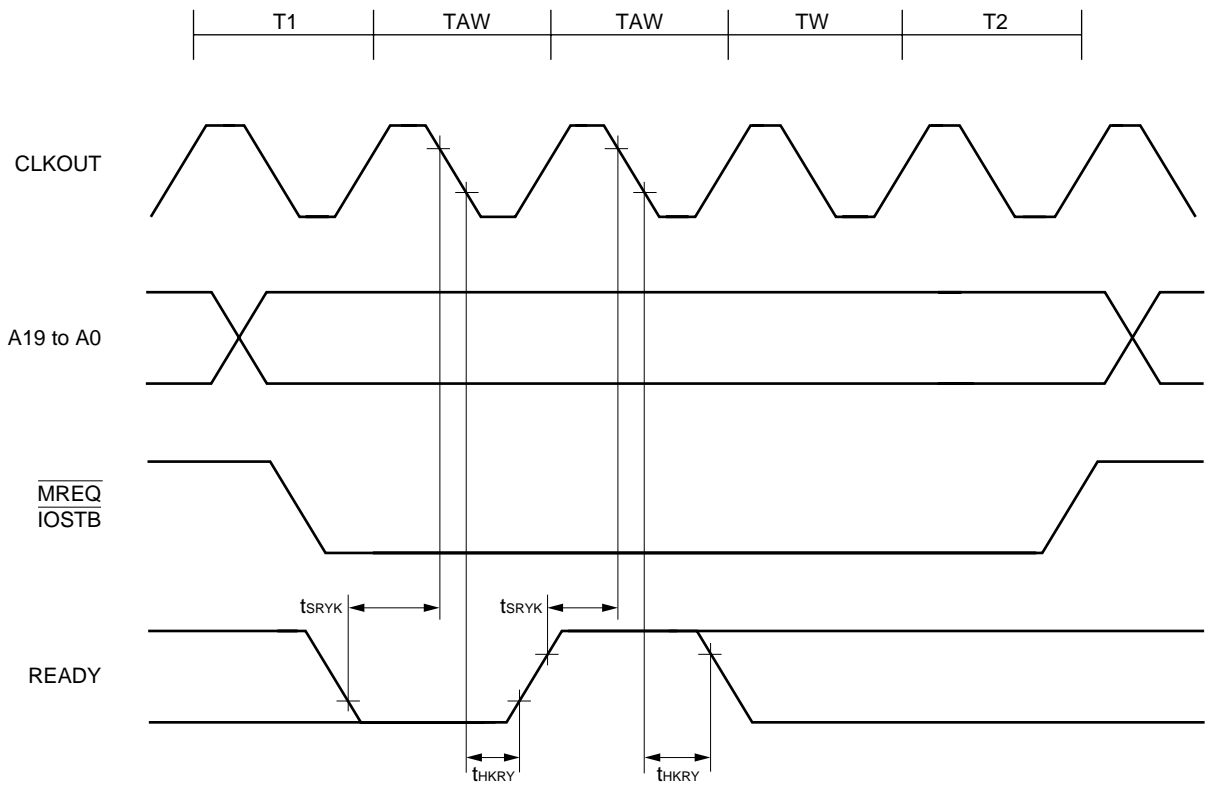 T1 TAW TAW TW T2
CLKOUT
A19 to A0
MREQ
IOSTB
tSRYK tSRYK
READY
tHKRY tHKRY